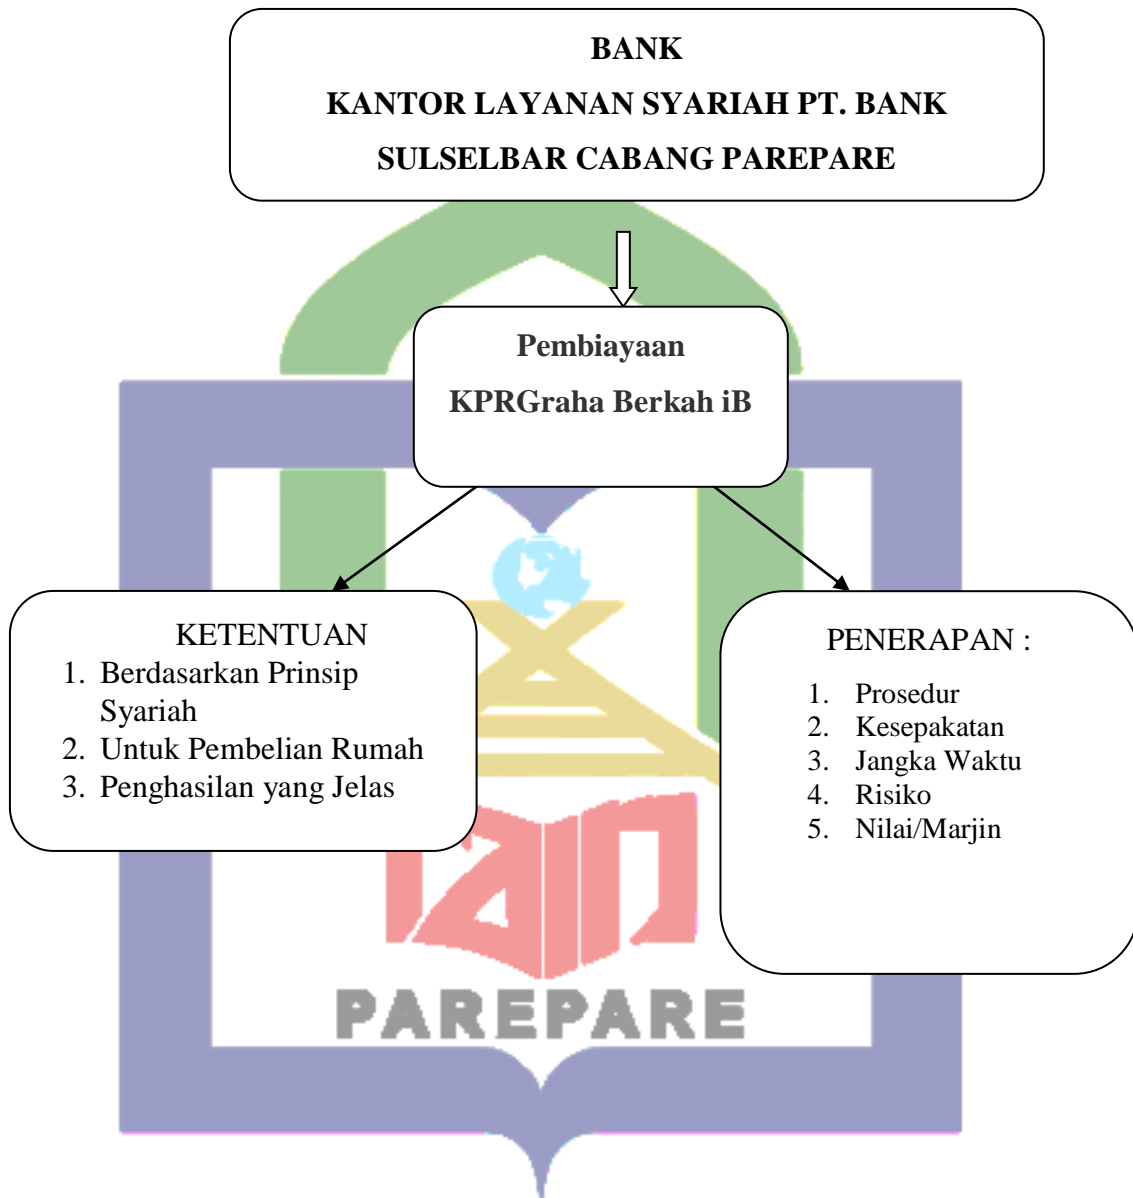 BANK
KANTOR LAYANAN SYARIAH PT. BANK
SULSELBAR CABANG PAREPARE
Pembiayaan
KPRGraha Berkah iB
KETENTUAN
1. Berdasarkan Prinsip
Syariah
2. Untuk Pembelian Rumah
3. Penghasilan yang Jelas
PENERAPAN :
1. Prosedur
2. Kesepakatan
3. Jangka Waktu
4. Risiko
5. Nilai/Marjin
iain
PAREPARE